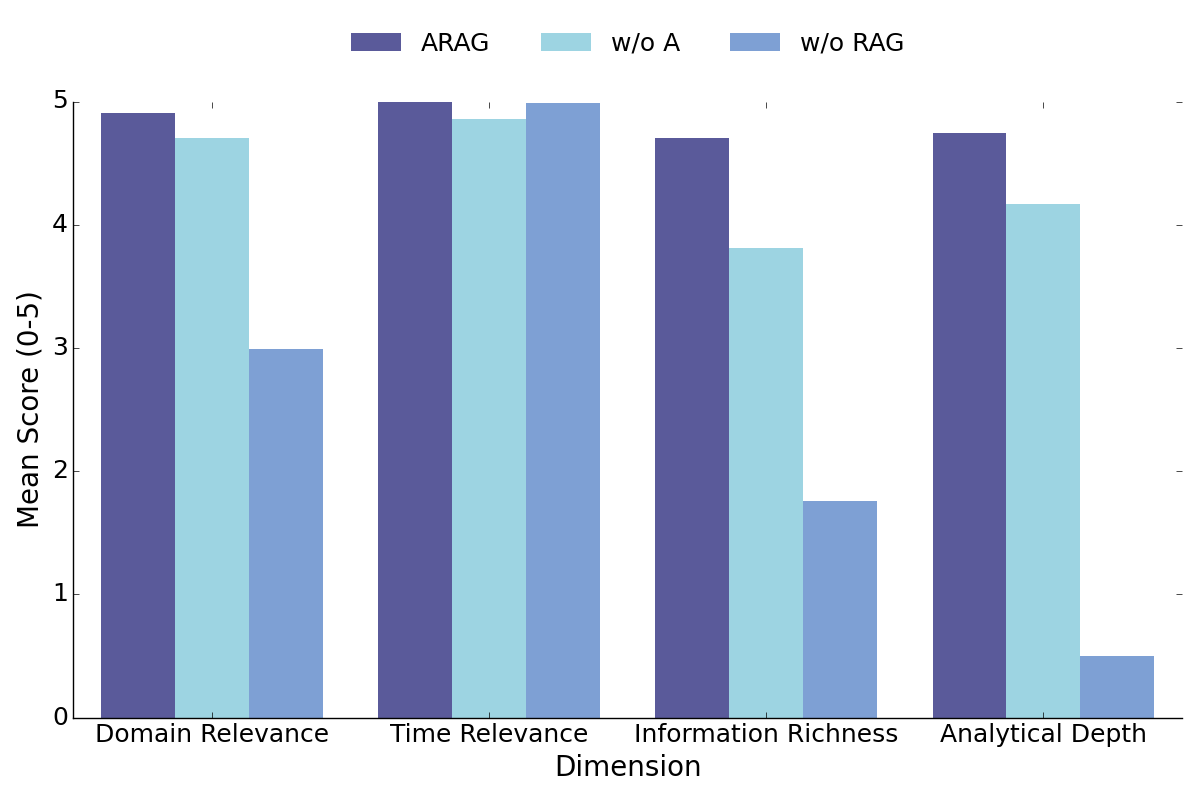 ARAG w/o A w/o RAG
5
4
3
2
1
0
Mean Score (0-5)
Domain Relevance Time Relevance Information Richness Analytical Depth
Dimension